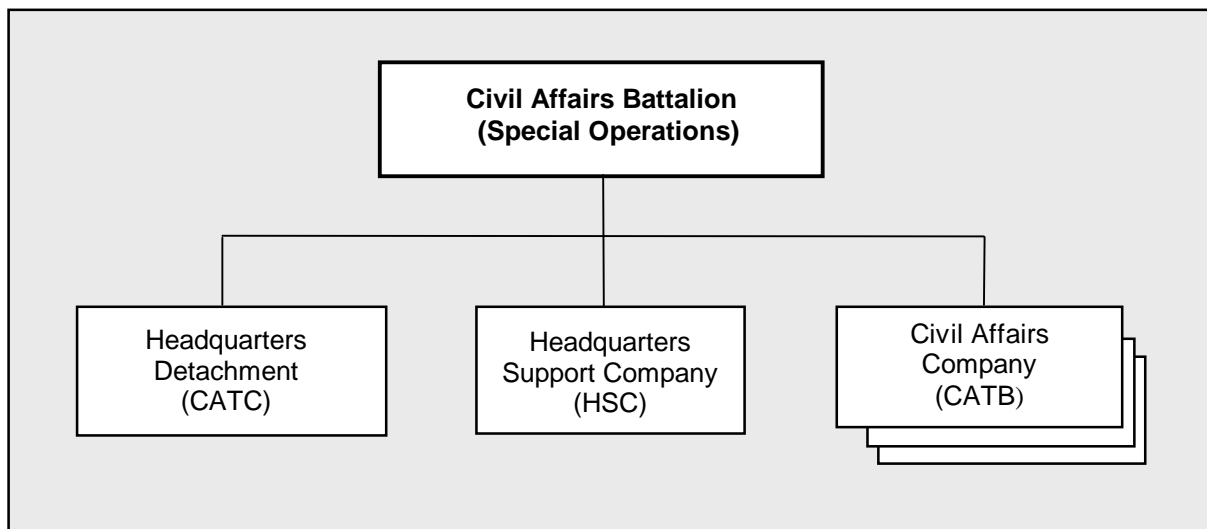 Civil Affairs Battalion
(Special Operations)
Headquarters
Detachment
(CATC)
Headquarters
Support Company
(HSC)
Civil Affairs
Company
(CATB)